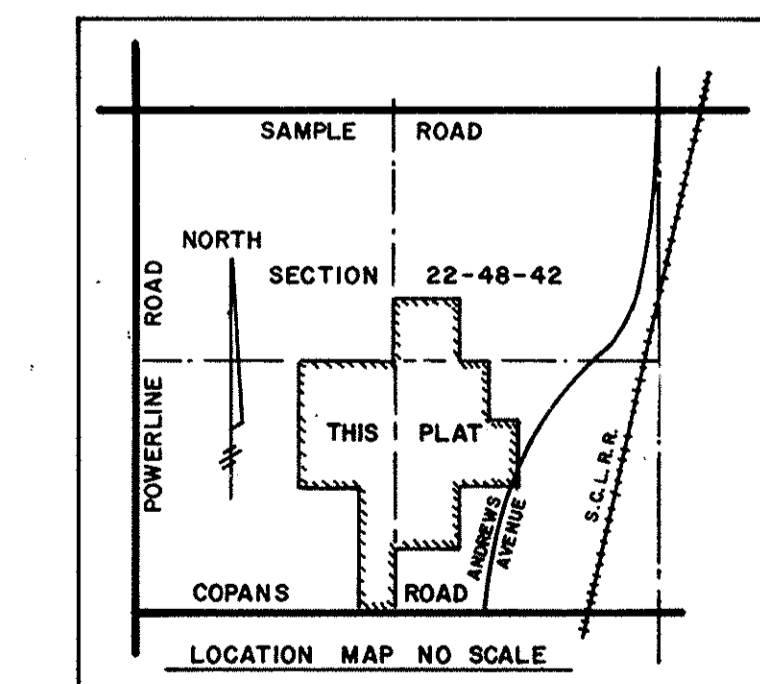 SAMPLE ROAD
NORTH
SECTION 22-48-42
POWERLINE ROAD
THIS PLAT
S.C.L.R.R.
ANDREWS
AVENUE
COPANS ROAD
LOCATION MAP NO SCALE